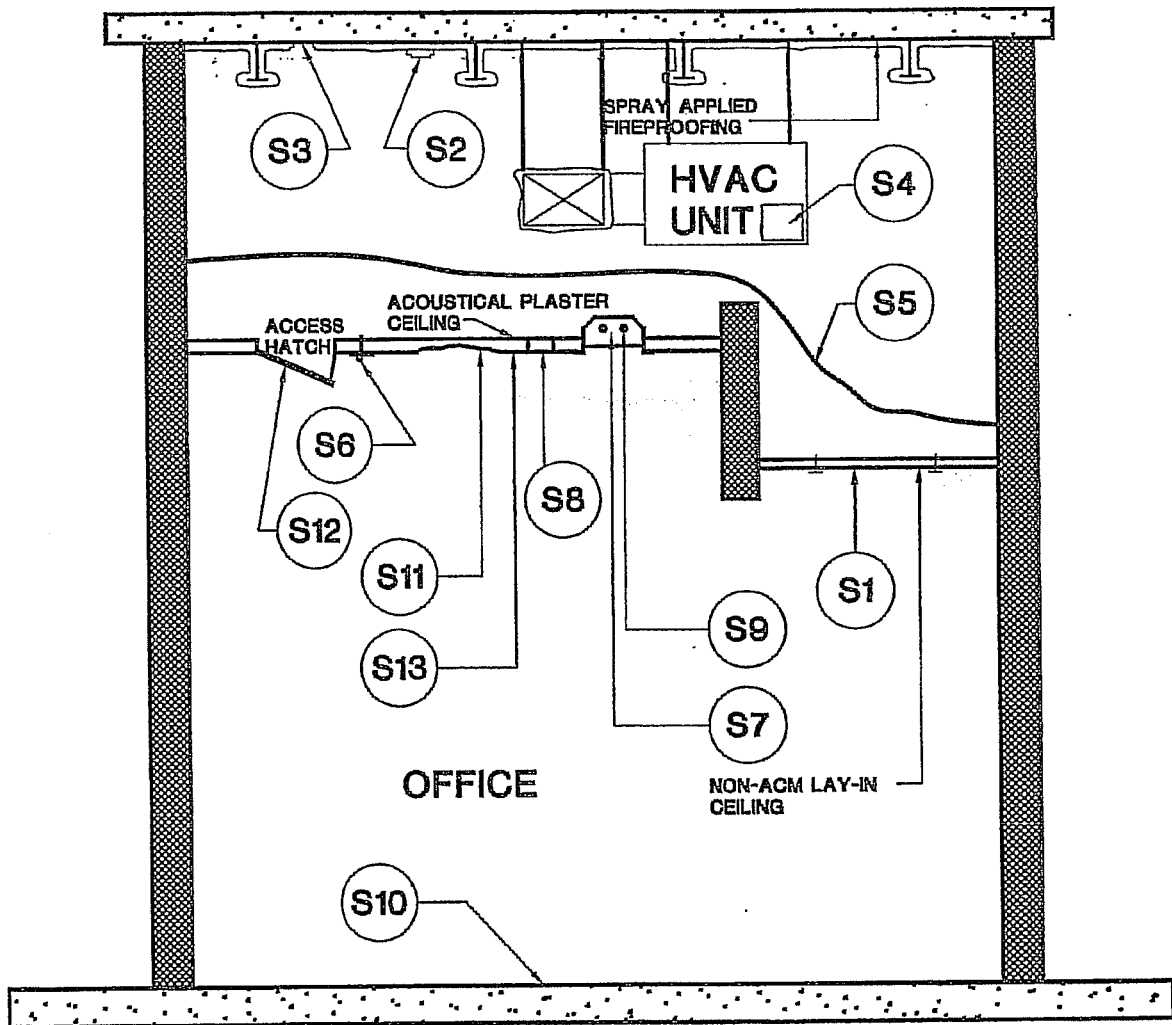 SPRAY APPLIED
FIREPROOFING
S3
S2
HVAC
UNIT
S4
S5
ACOUSTICAL PLASTER
CEILING
ACCESS
HATCH
S6
S8
S12
S11
S1
S9
S13
S7
OFFICE
NON-ACM LAY-IN
CEILING
S10